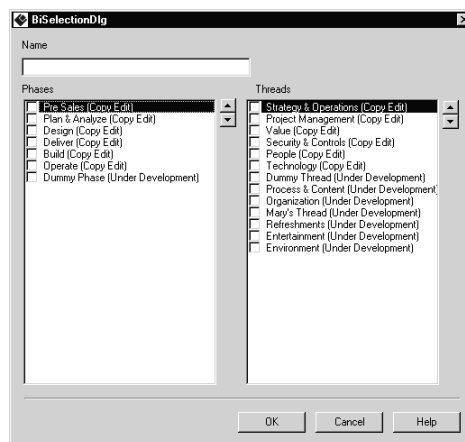 BiSelectionDlg
Name
Phases
Pre Sales (Copy Edit)
Plan & Analyze (Copy Edit)
Design (Copy Edit)
Deliver (Copy Edit)
Build (Copy Edit)
Operate (Copy Edit)
Dummy Phase (Under Development)
Threads
Strategy & Operations (Copy Edit)
Project Management (Copy Edit)
Value (Copy Edit)
Security & Controls (Copy Edit)
People (Copy Edit)
Technology (Copy Edit)
Dummy Thread (Under Development)
Process & Content (Under Development)
Organization (Under Development)
Mary's Thread (Under Development)
Refreshments (Under Development)
Entertainment (Under Development)
Environment (Under Development)
OK
Cancel
Help